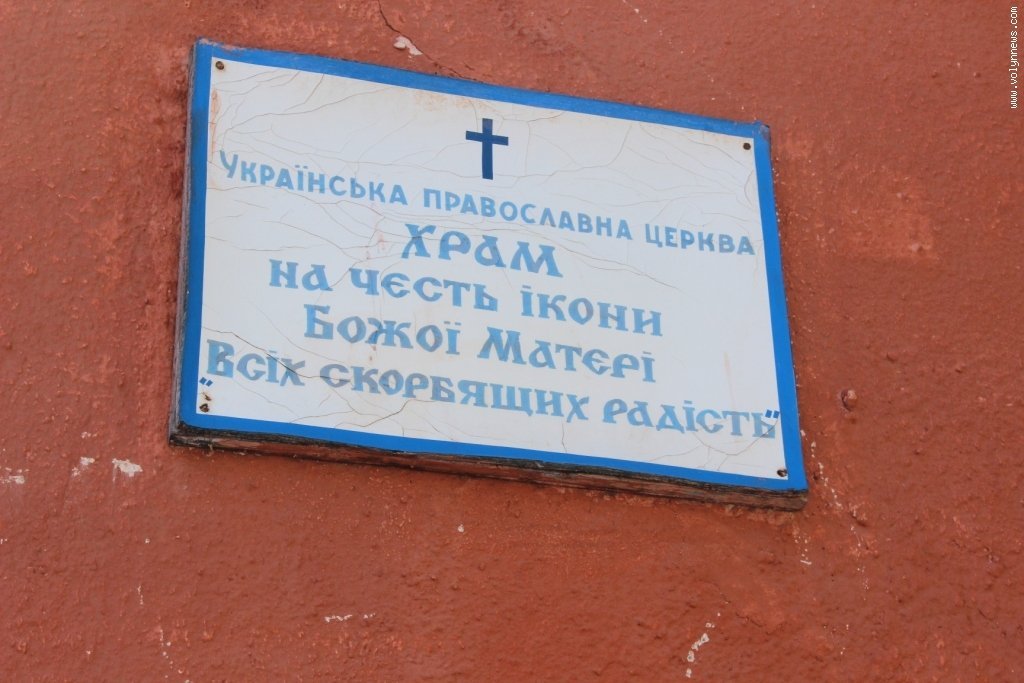 www.volynnews.com
Українська Православна Церква
Храм
на честь ікони
Божої Матері
„Всіх скорбящих радість"